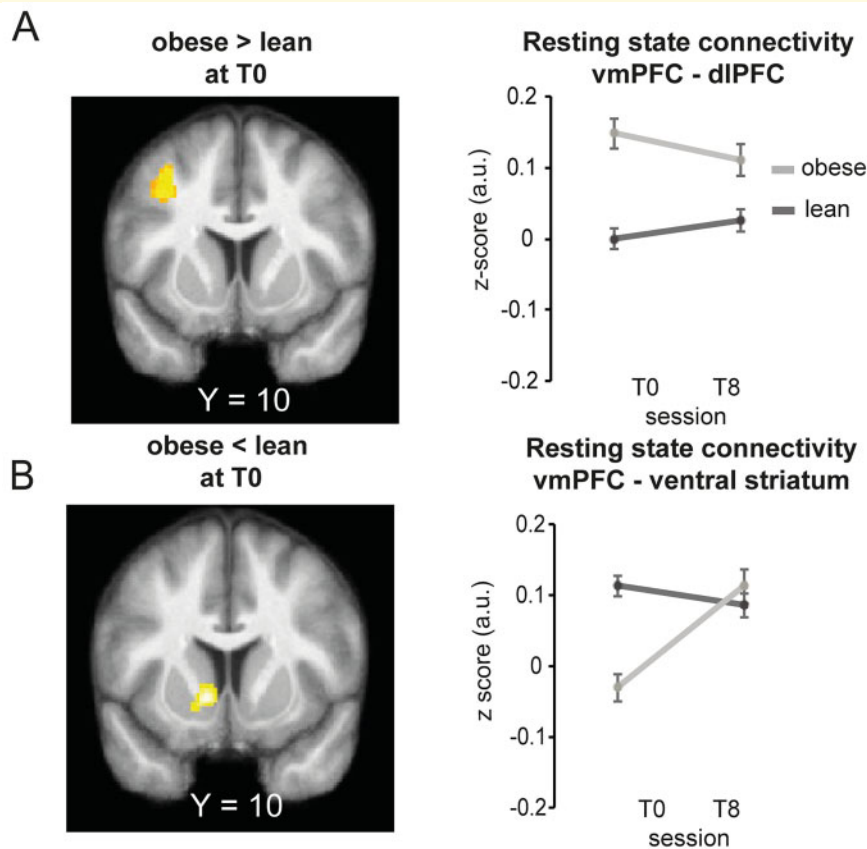 A
obese > lean
at T0
Y = 10
Resting state connectivity
vmPFC - dlPFC
0.2
0.1
0
-0.1
-0.2
z-score (a.u.)
obese
lean
T0 T8
session
B
obese < lean
at T0
Y = 10
Resting state connectivity
vmPFC - ventral striatum
0.2
0.1
0
-0.1
-0.2
z score (a.u.)
T0 T8
session